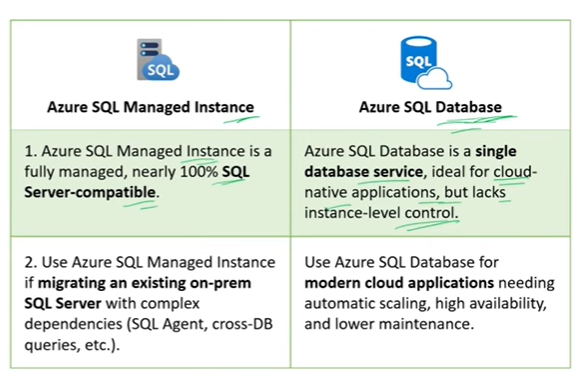 SQL
SQL
Azure SQL Managed Instance
Azure SQL Database
1. Azure SQL Managed Instance is a
fully managed, nearly 100% SQL
Server-compatible.
Azure SQL Database is a single
database service, ideal for cloud-
native applications, but lacks
instance-level control.
2. Use Azure SQL Managed Instance
if migrating an existing on-prem
SQL Server with complex
dependencies (SQL Agent, cross-DB
queries, etc.).
Use Azure SQL Database for
modern cloud applications needing
automatic scaling, high availability,
and lower maintenance.